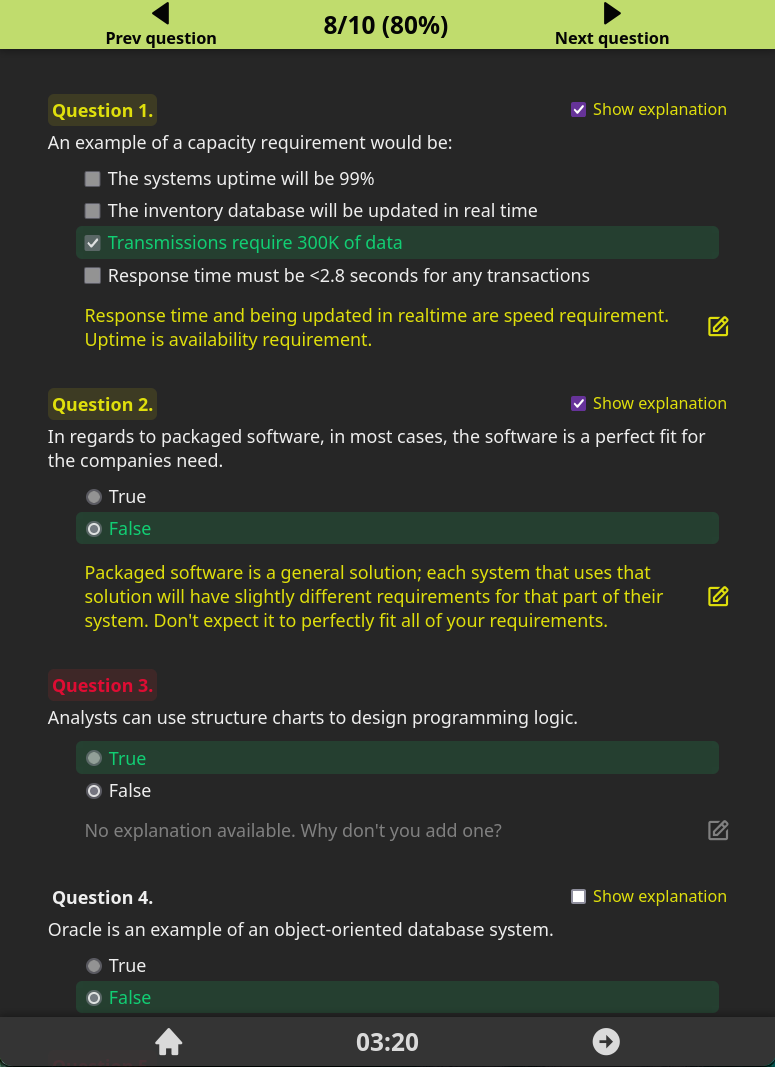 Prev question
8/10 (80%)
Next question
Question 1.
Show explanation
An example of a capacity requirement would be:
The systems uptime will be 99%
The inventory database will be updated in real time
Transmissions require 300K of data
Response time must be <2.8 seconds for any transactions
Response time and being updated in realtime are speed requirement.
Uptime is availability requirement.
Question 2.
Show explanation
In regards to packaged software, in most cases, the software is a perfect fit for
the companies need.
True
False
Packaged software is a general solution; each system that uses that
solution will have slightly different requirements for that part of their
system. Don't expect it to perfectly fit all of your requirements.
Question 3.
Analysts can use structure charts to design programming logic.
True
False
No explanation available. Why don't you add one?
Question 4.
Show explanation
Oracle is an example of an object-oriented database system.
True
False
03:20